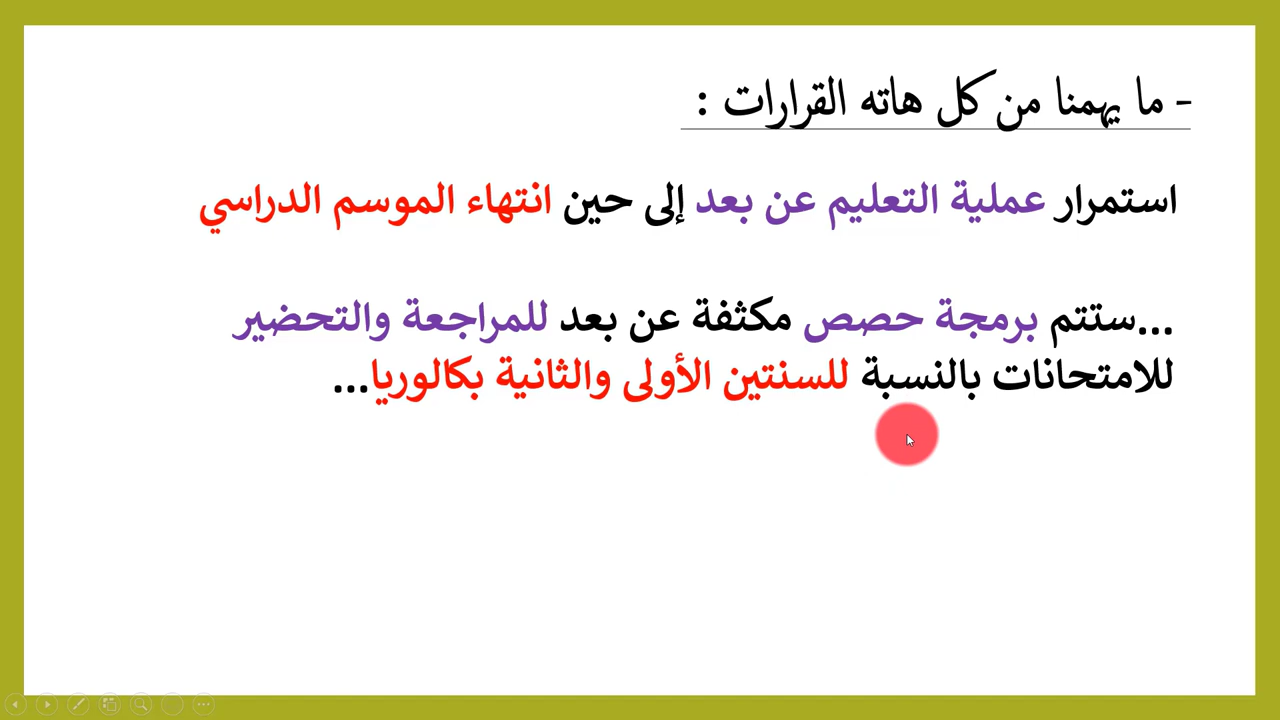 - ما يهمنا من كل هاته القرارات :
استمرار عملية التعليم عن بعد إلى حين انتهاء الموسم الدراسي
...ستتم برمجة حصص مكثفة عن بعد للمراجعة والتحضير
للامتحانات بالنسبة للسنتين الأولى والثانية بكالوريا...